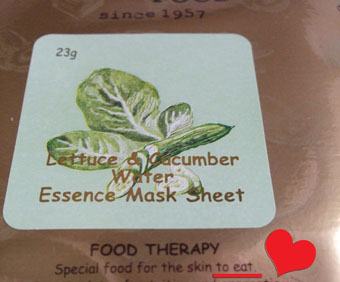 since 1957
23g
Lettuce & Cucumber
Water
Essence Mask Sheet
FOOD THERAPY
Special food for the skin to eat.